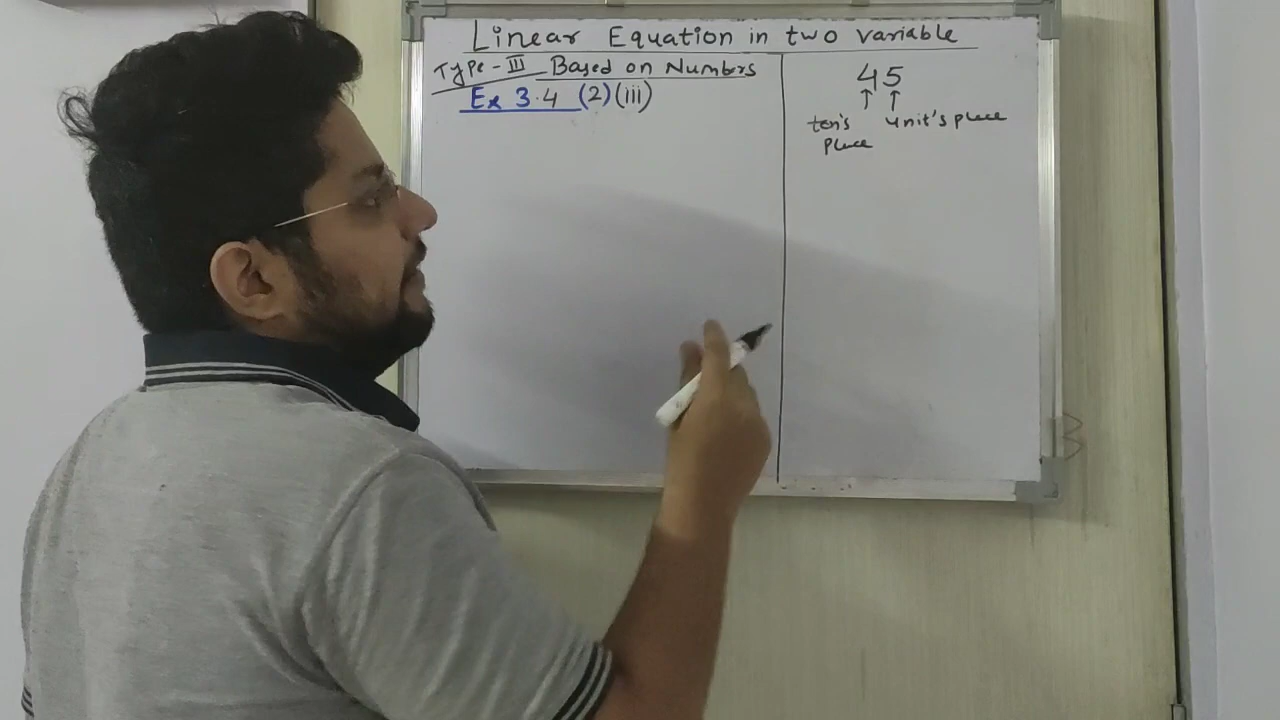 Linear Equation in two variable
Type-III Based on Numbers
Ex 3.4 (2)(iii)
45
ten's place
unit's place